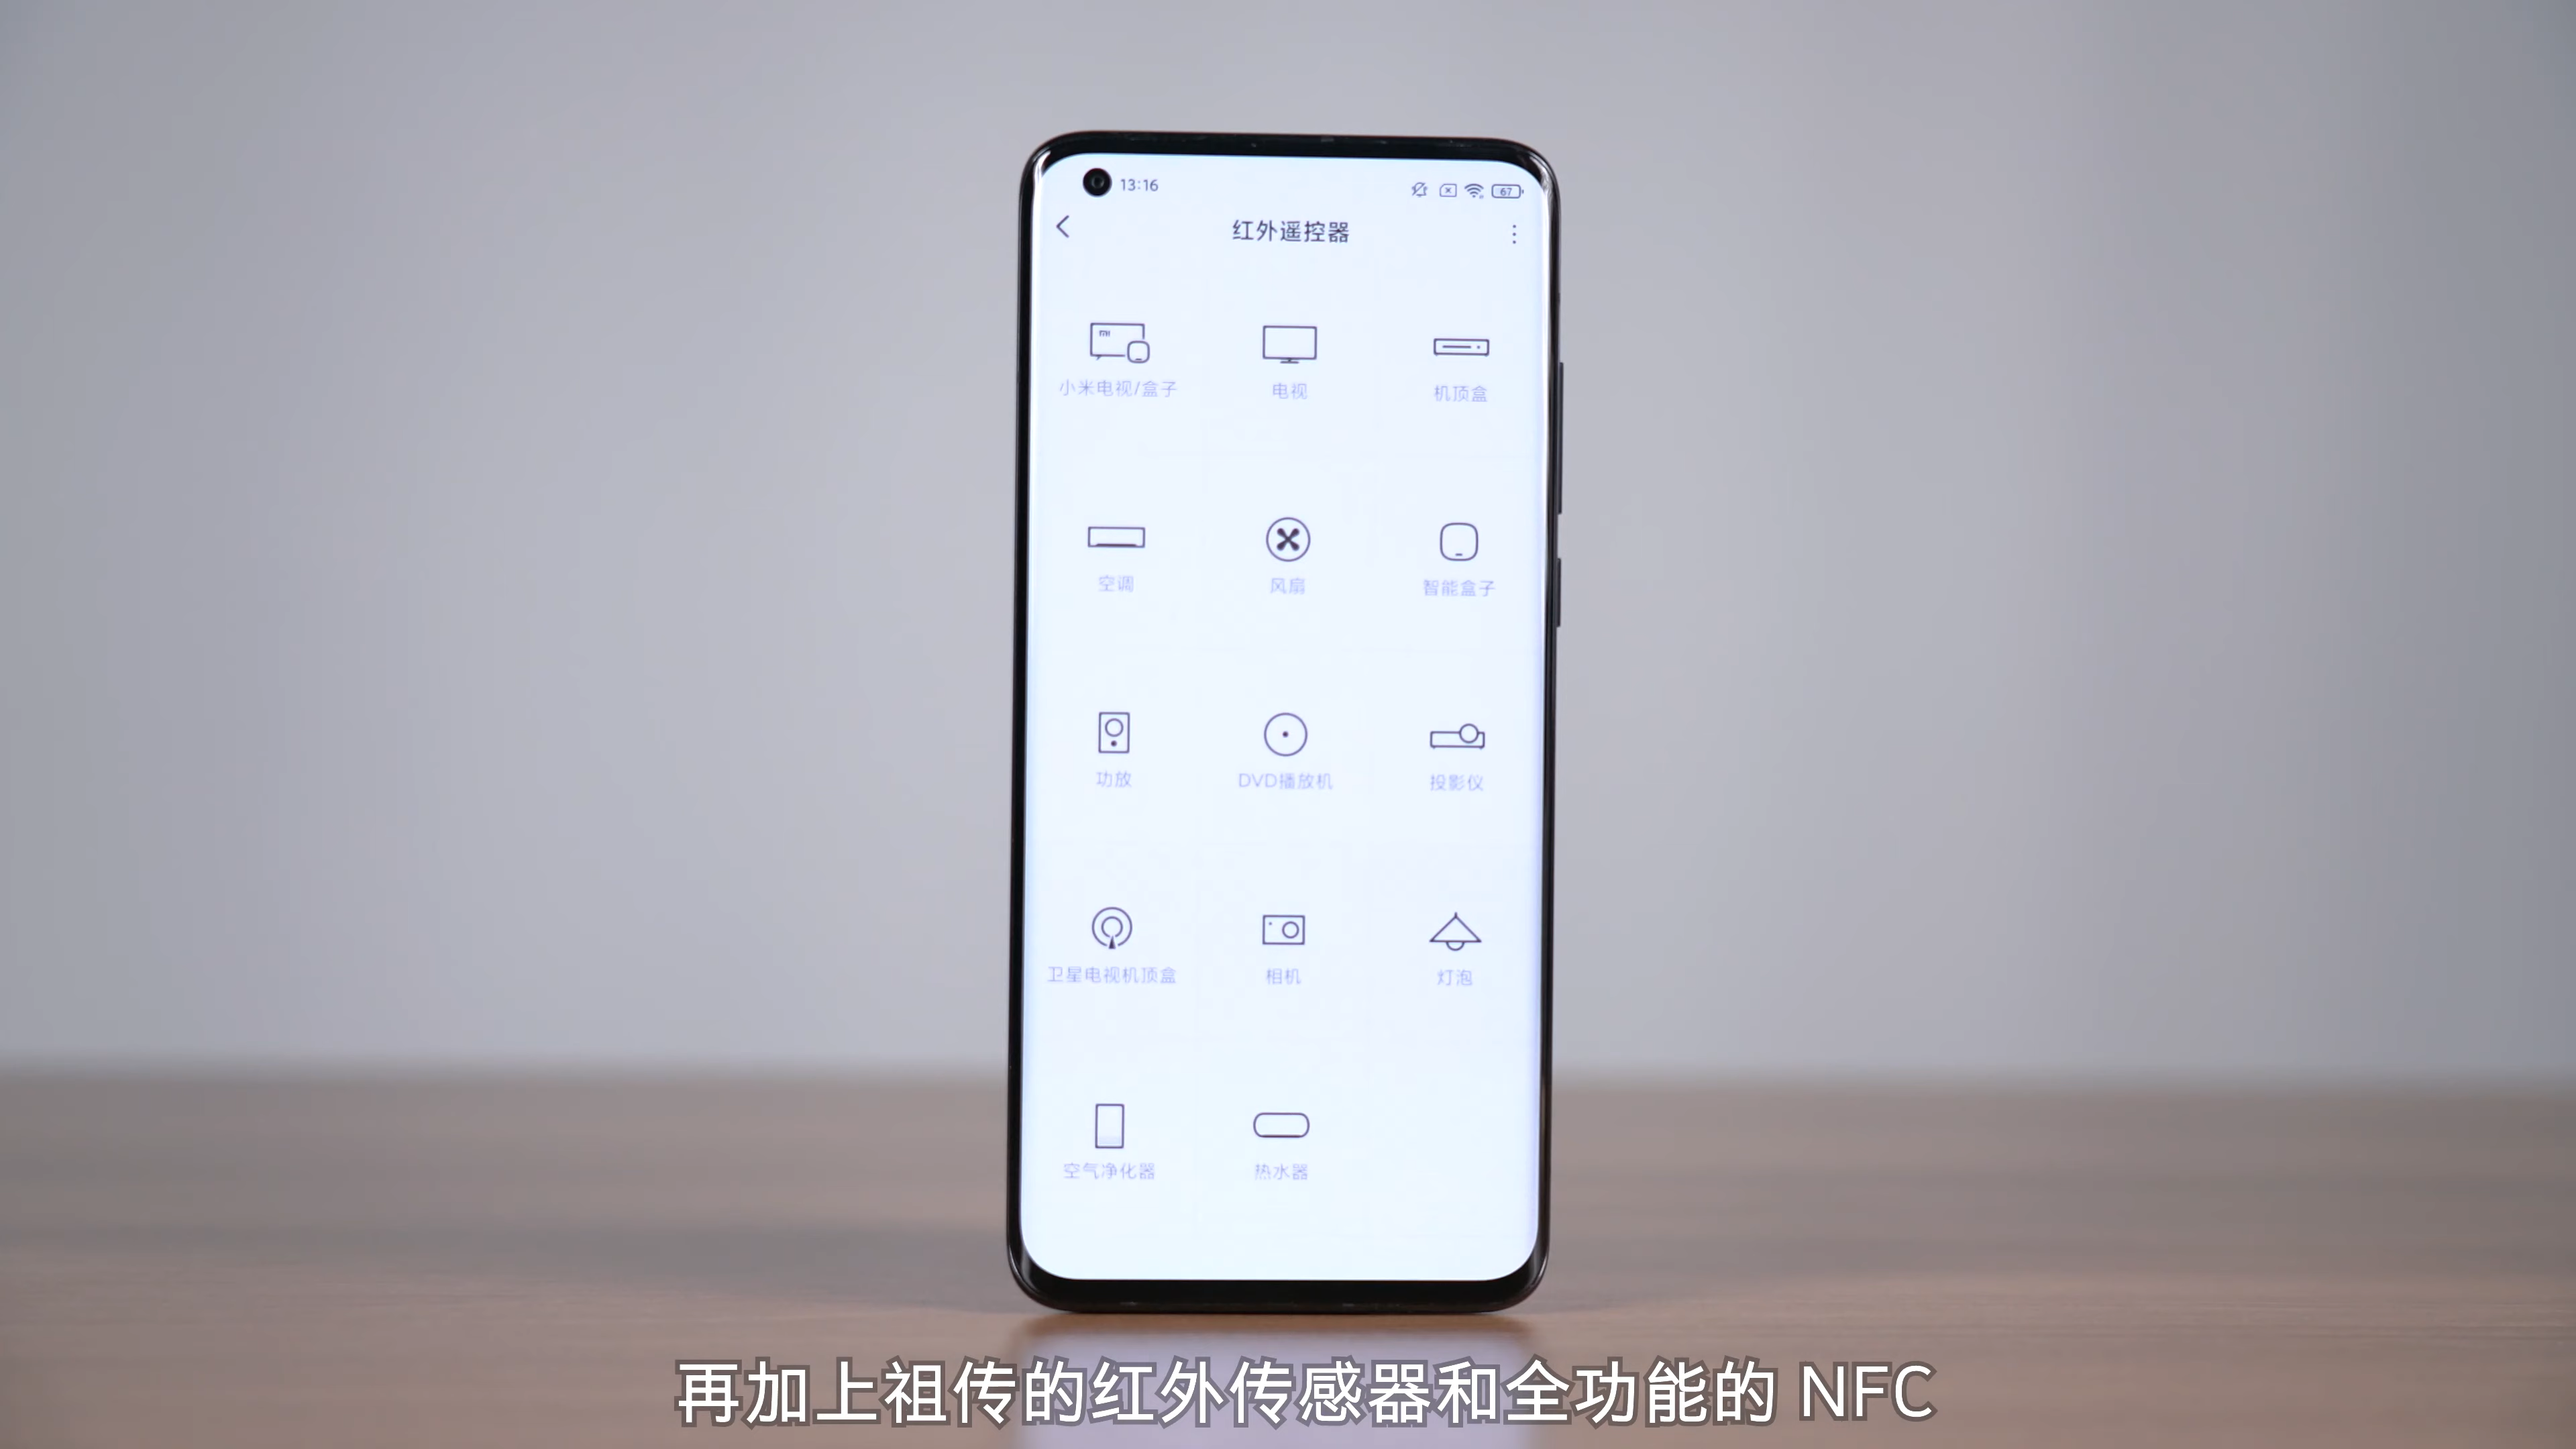 13:16
67
红外遥控器
mi
小米电视/盒子
电视
机顶盒
空调
风扇
智能盒子
功放
DVD播放机
投影仪
卫星电视机顶盒
相机
灯泡
空气净化器
热水器
再加上祖传的红外传感器和全功能的 NFC